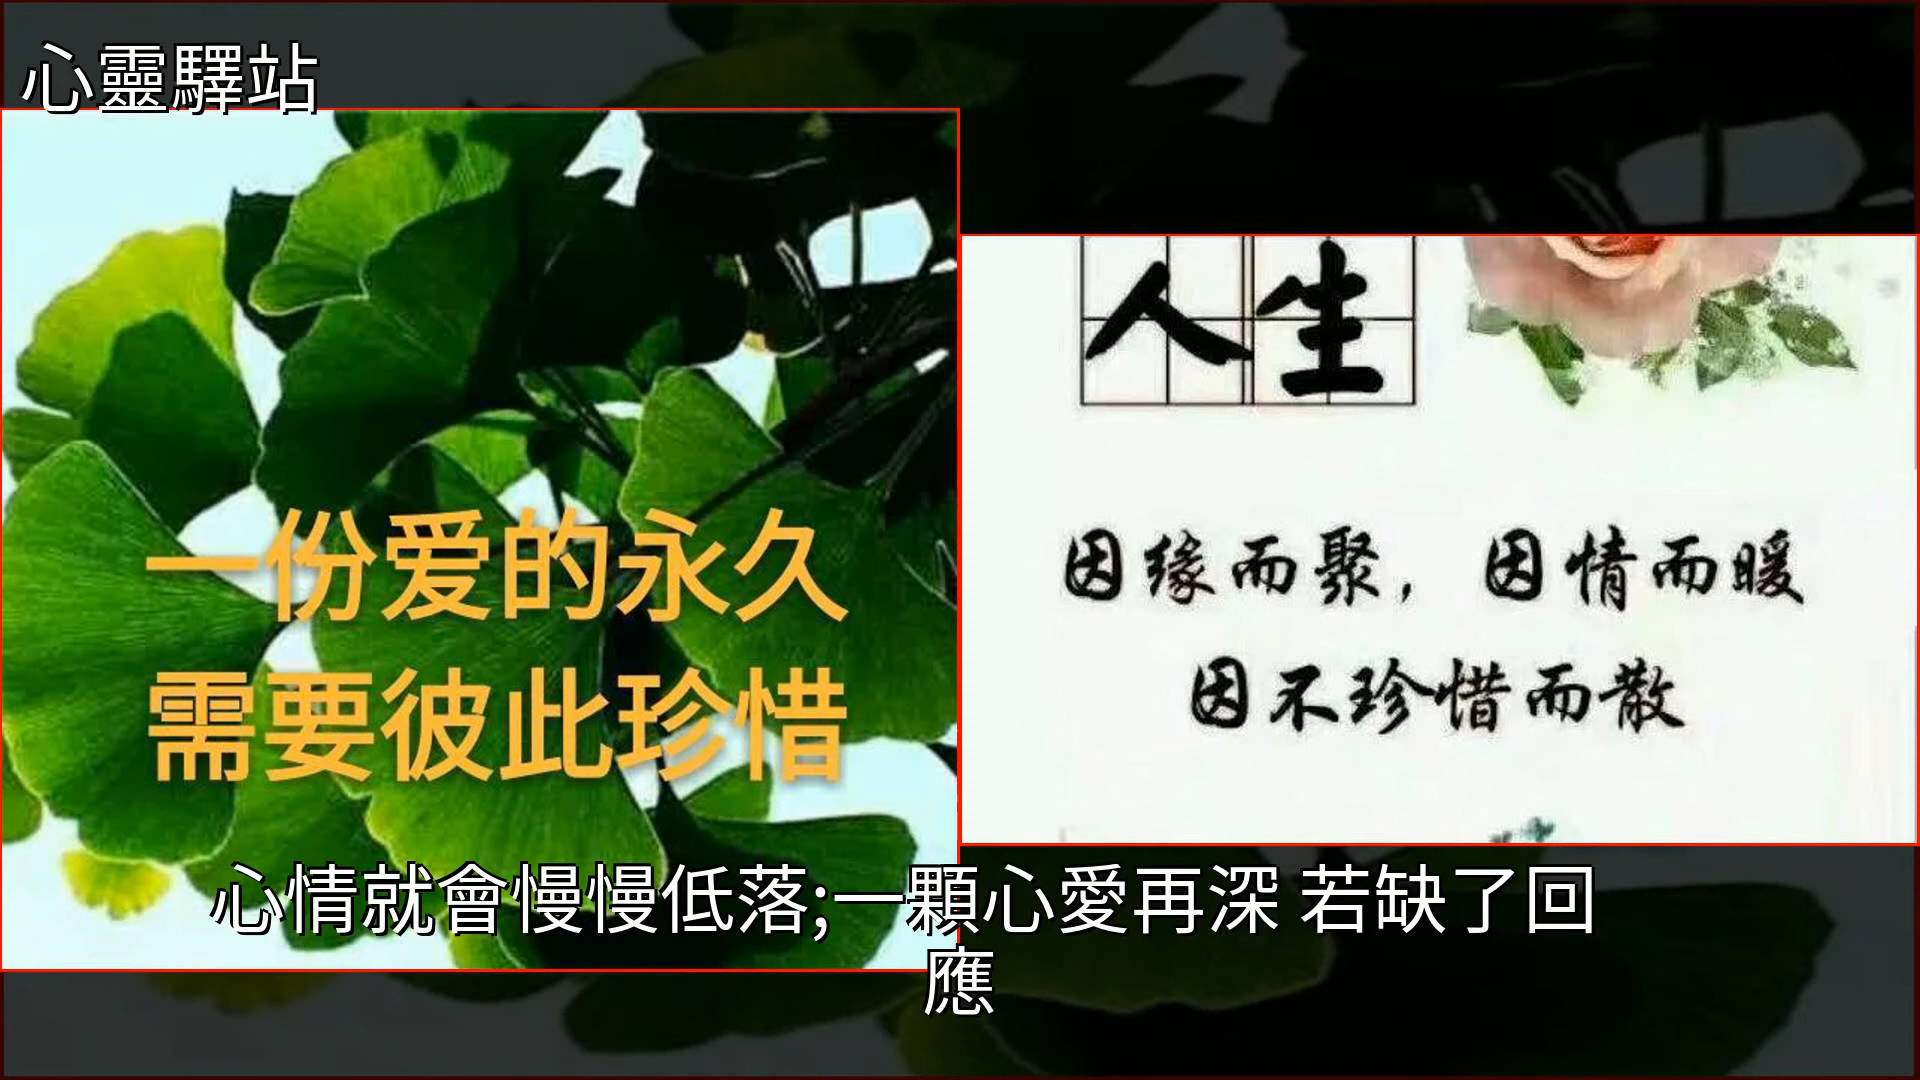 心靈驛站
一份爱的永久
需要彼此珍惜
人生
因缘而聚，因情而暖
因不珍惜而散
心情就會慢慢低落;一顆心愛再深 若缺了回
應